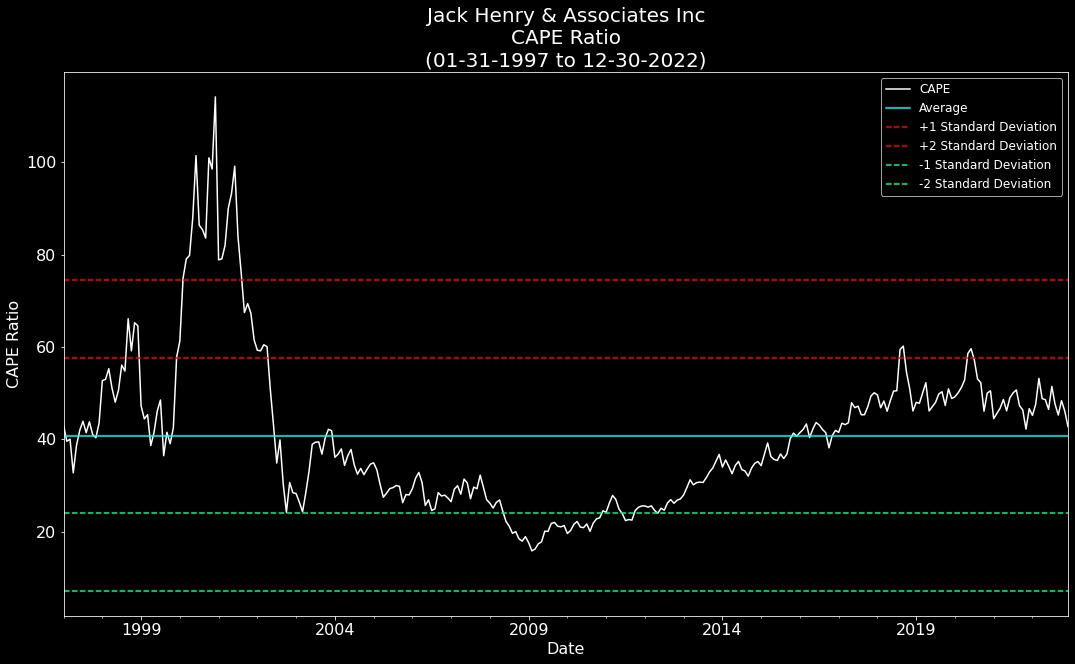 Jack Henry & Associates Inc
CAPE Ratio
(01-31-1997 to 12-30-2022)
CAPE
Average
+1 Standard Deviation
+2 Standard Deviation
-1 Standard Deviation
-2 Standard Deviation
CAPE Ratio
100
80
60
40
20
1999
2004
2009
2014
2019
Date